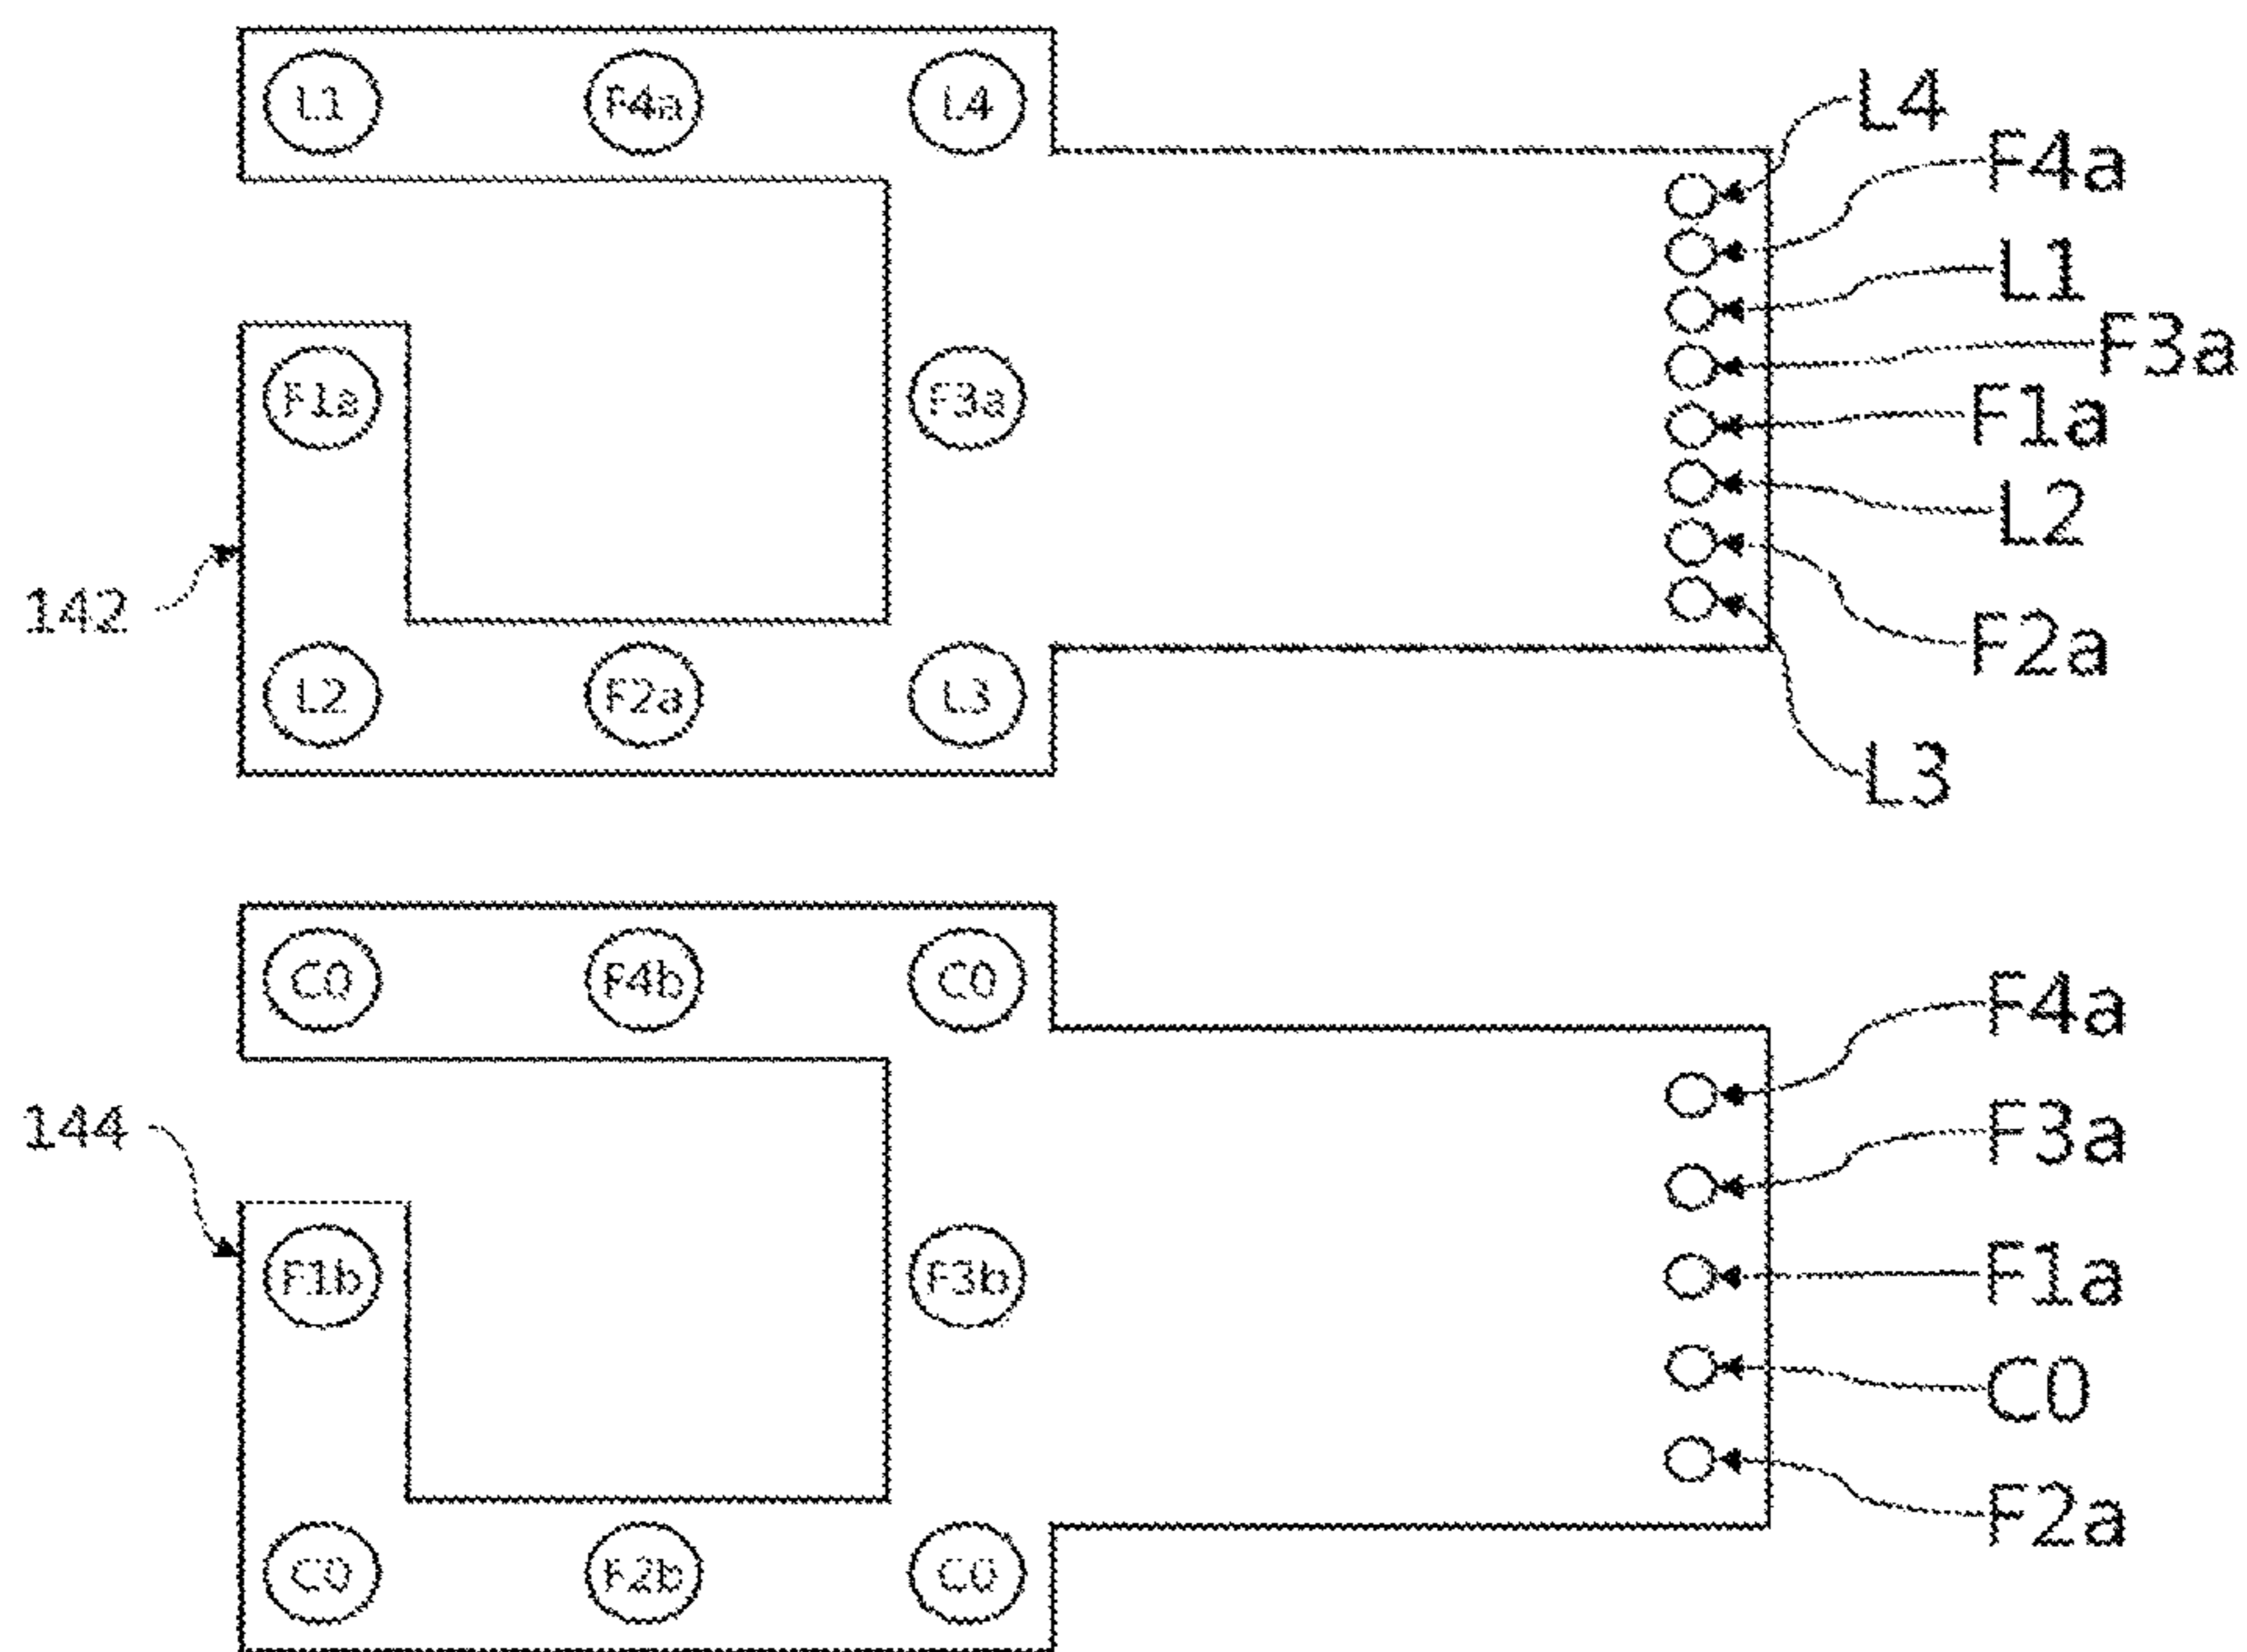 L1 F4a L4
L4
F4a
L1
F3a
F1a F3a
F1a
L2
142
F2a
L2 F2a L3
L3
C0 F4b C0
F4a
144
F3a
F1b F3b
F1a
C0
F2a
C0 F2b C0